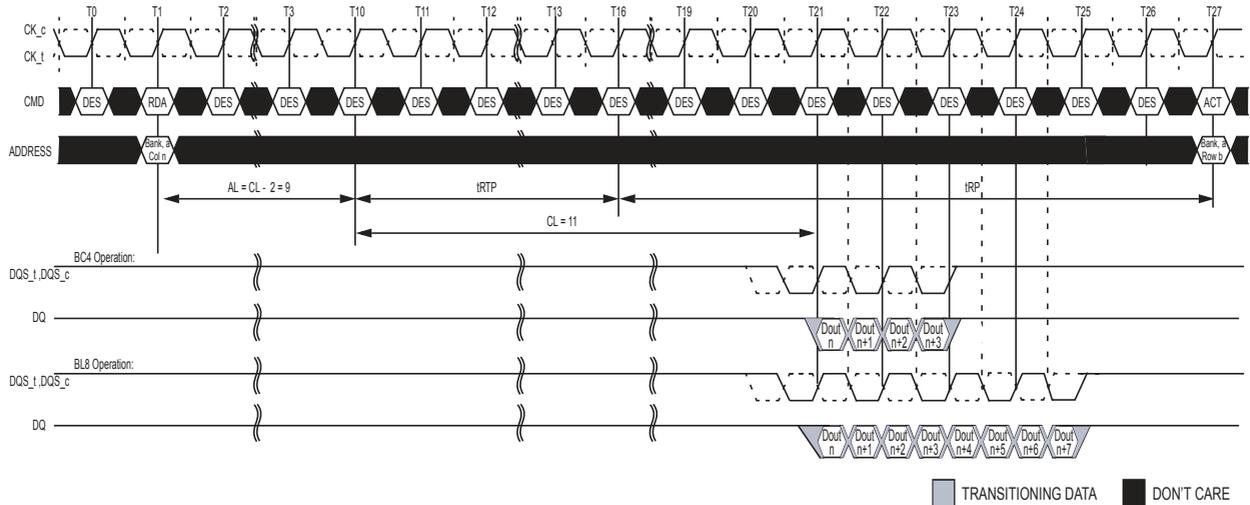 T0 T1 T2 T3 T10 T11 T12 T13 T16 T19 T20 T21 T22 T23 T24 T25 T26 T27
CK_c
CK_t
CMD DES RDA DES DES DES DES DES DES DES DES DES DES DES DES DES DES DES ACT
ADDRESS Bank, a Col n Bank, a Row b
AL = CL - 2 = 9 tRTP tRP
CL = 11
BC4 Operation:
DQS_t ,DQS_c
DQ
Dout n Dout n+1 Dout n+2 Dout n+3
BL8 Operation:
DQS_t ,DQS_c
DQ
Dout n Dout n+1 Dout n+2 Dout n+3 Dout n+4 Dout n+5 Dout n+6 Dout n+7
TRANSITIONING DATA DON'T CARE